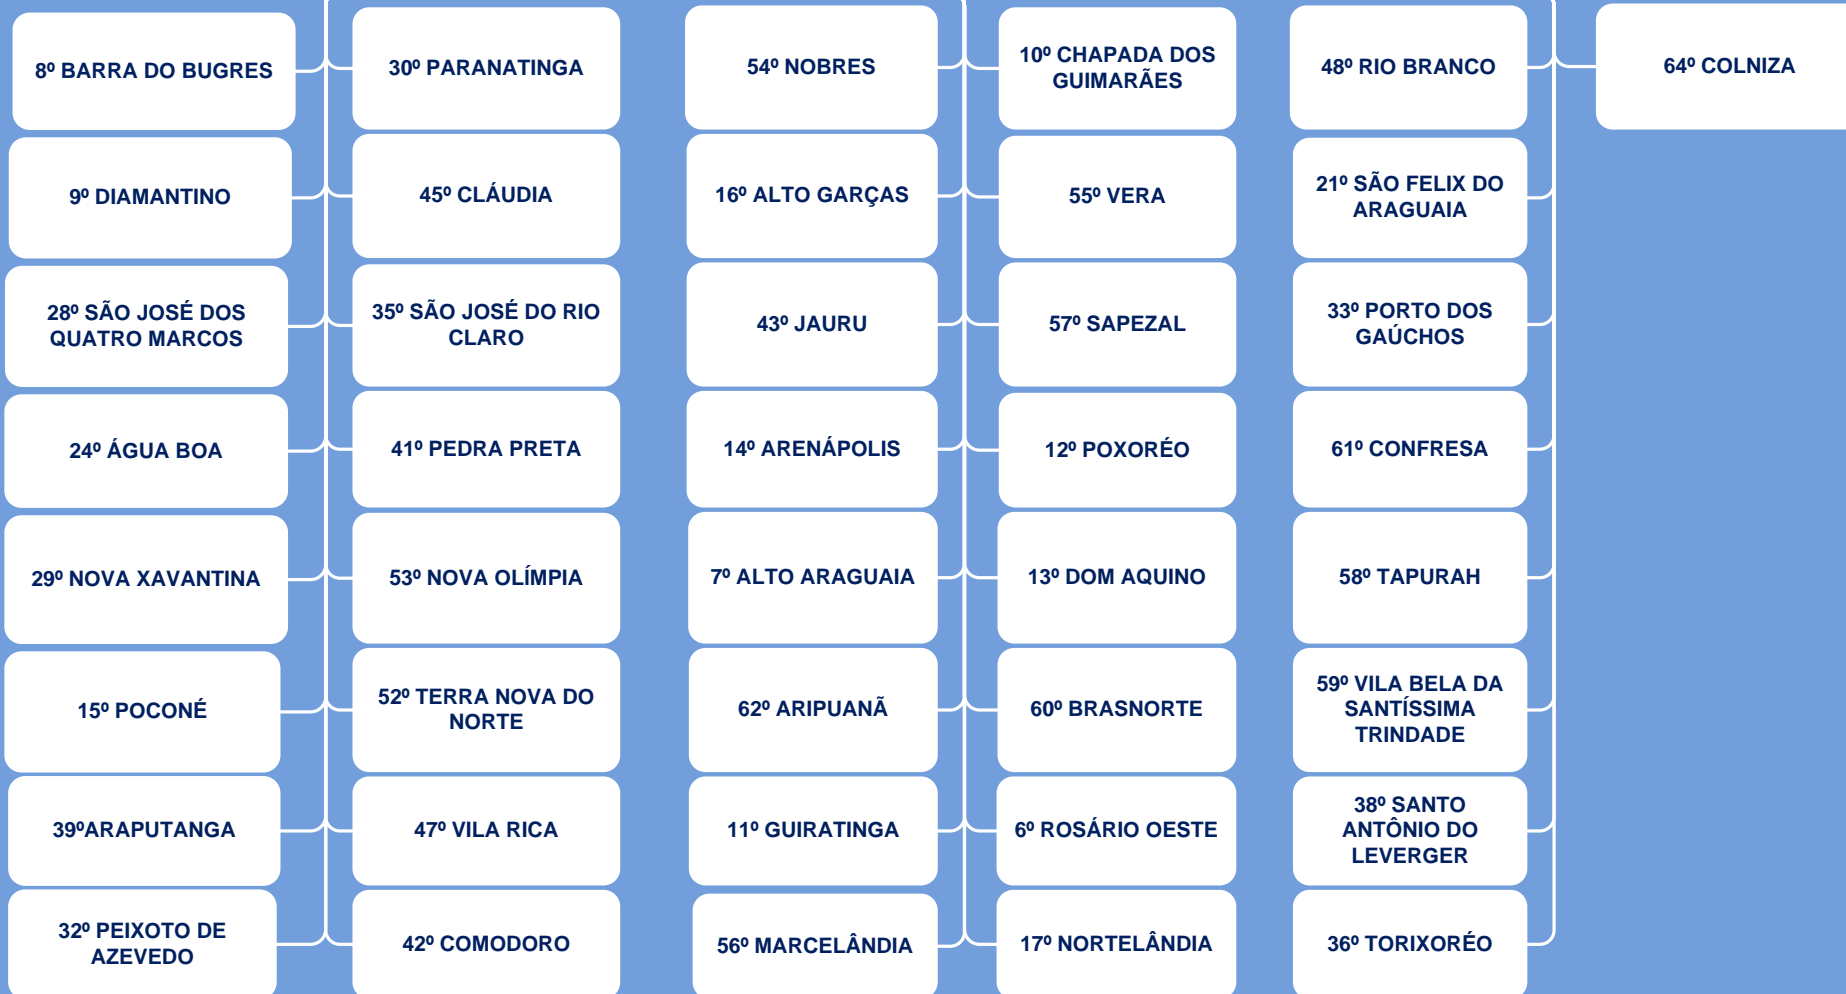 8º BARRA DO BUGRES
9º DIAMANTINO
28º SÃO JOSÉ DOS
QUATRO MARCOS
24º ÁGUA BOA
29º NOVA XAVANTINA
15º POCONÉ
39ºARAPUTANGA
32º PEIXOTO DE
AZEVEDO
30º PARANATINGA
45º CLÁUDIA
35º SÃO JOSÉ DO RIO
CLARO
41º PEDRA PRETA
53º NOVA OLÍMPIA
52º TERRA NOVA DO
NORTE
47º VILA RICA
42º COMODORO
54º NOBRES
16º ALTO GARÇAS
43º JAURU
14º ARENÁPOLIS
7º ALTO ARAGUAIA
62º ARIPUANÃ
11º GUIRATINGA
56º MARCELÂNDIA
10º CHAPADA DOS
GUIMARÃES
55º VERA
57º SAPEZAL
12º POXORÉO
13º DOM AQUINO
60º BRASNORTE
6º ROSÁRIO OESTE
17º NORTELÂNDIA
48º RIO BRANCO
21º SÃO FELIX DO
ARAGUAIA
33º PORTO DOS
GAÚCHOS
61º CONFRESA
58º TAPURAH
59º VILA BELA DA
SANTÍSSIMA
TRINDADE
38º SANTO
ANTÔNIO DO
LEVERGER
36º TORIXORÉO
64º COLNIZA